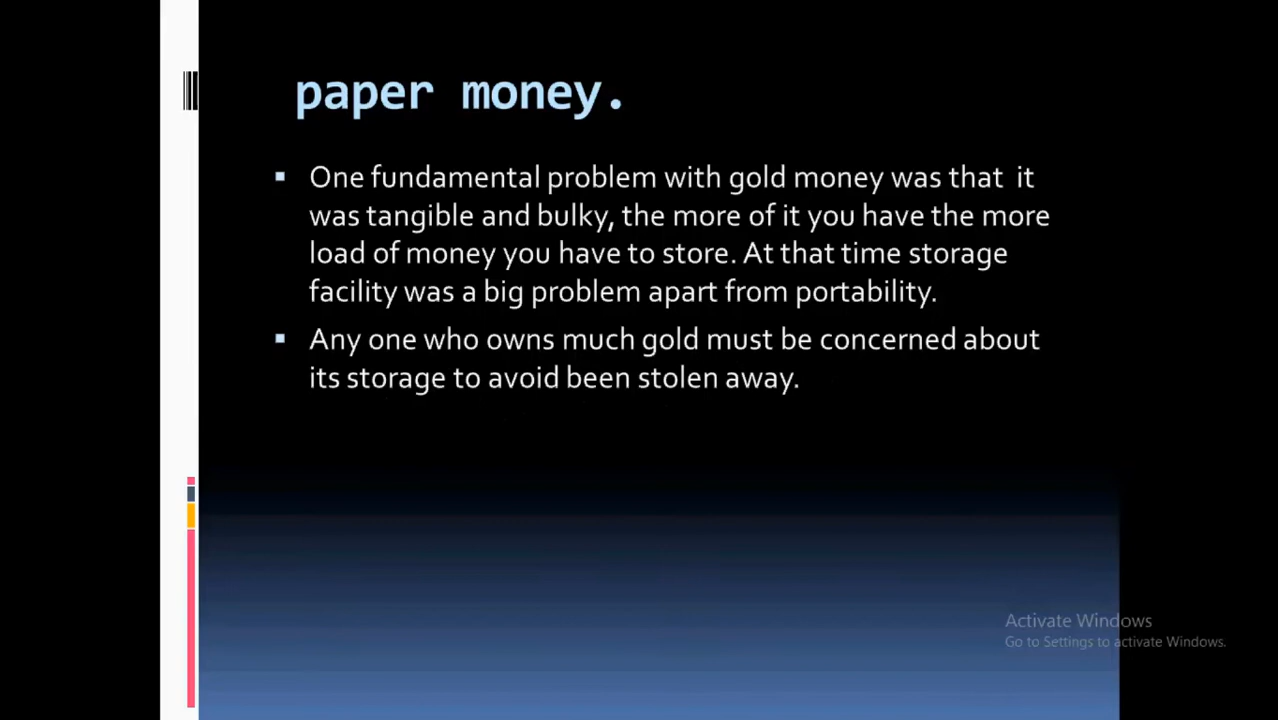 paper money.
▪ One fundamental problem with gold money was that it
was tangible and bulky, the more of it you have the more
load of money you have to store. At that time storage
facility was a big problem apart from portability.
▪ Any one who owns much gold must be concerned about
its storage to avoid been stolen away.
Activate Windows
Go to Settings to activate Windows.